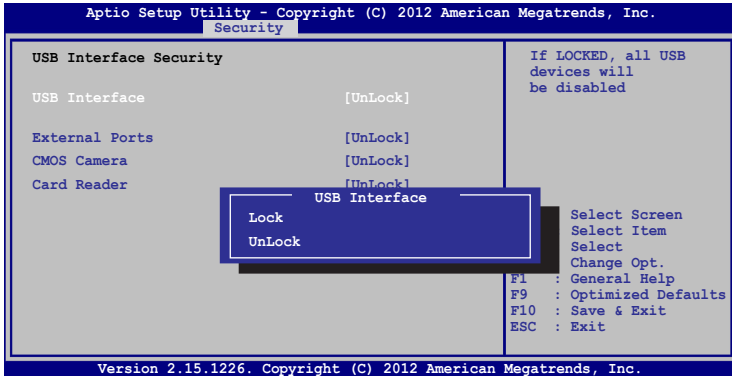 Aptio Setup Utility - Copyright (C) 2012 American Megatrends, Inc.
Security
USB Interface Security
USB Interface [UnLock]
External Ports [UnLock]
CMOS Camera [UnLock]
Card Reader [UnLock]
USB Interface
Lock
UnLock
If LOCKED, all USB
devices will
be disabled
Select Screen
Select Item
Select
Change Opt.
F1 : General Help
F9 : Optimized Defaults
F10 : Save & Exit
ESC : Exit
Version 2.15.1226. Copyright (C) 2012 American Megatrends, Inc.